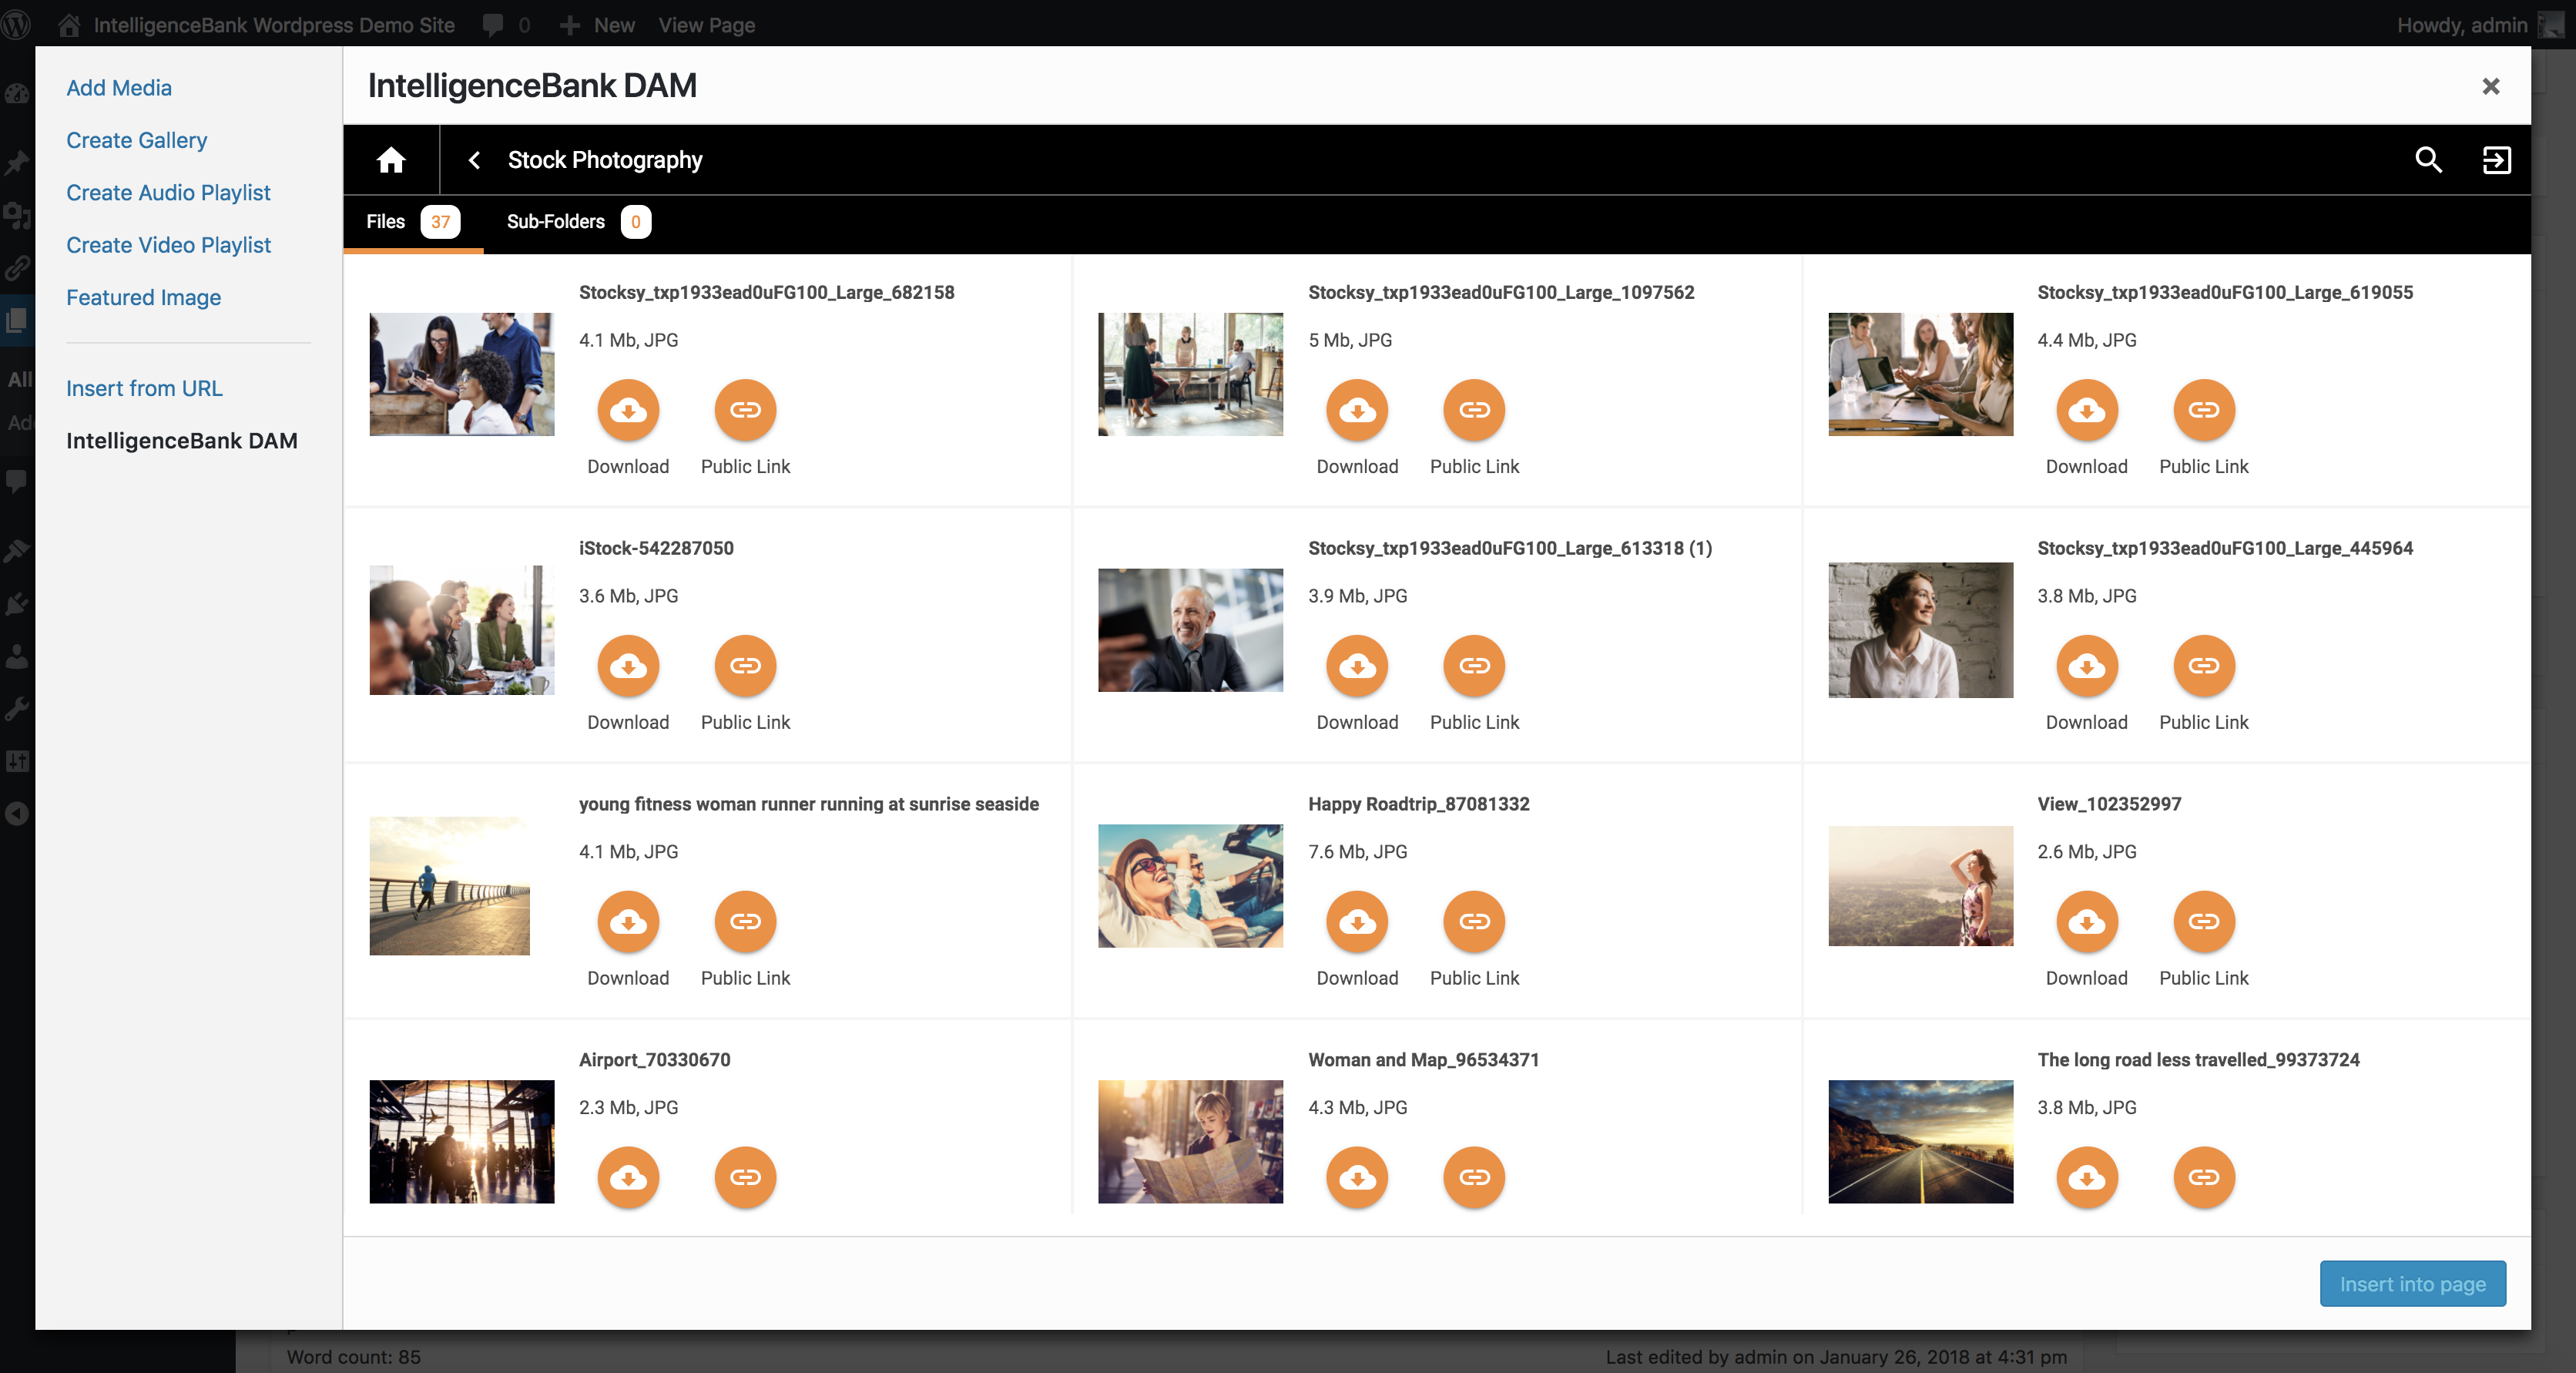 IntelligenceBank Wordpress Demo Site 0 New View Page Howdy, admin
Add Media
Create Gallery
Create Audio Playlist
Create Video Playlist
Featured Image
Insert from URL
IntelligenceBank DAM
All
IntelligenceBank DAM
Stock Photography
Files 37 Sub-Folders 0
Stocksy_txp1933ead0uFG100_Large_682158
4.1 Mb, JPG
Download Public Link
Stocksy_txp1933ead0uFG100_Large_1097562
5 Mb, JPG
Download Public Link
Stocksy_txp1933ead0uFG100_Large_619055
4.4 Mb, JPG
Download Public Link
iStock-542287050
3.6 Mb, JPG
Download Public Link
Stocksy_txp1933ead0uFG100_Large_613318 (1)
3.9 Mb, JPG
Download Public Link
Stocksy_txp1933ead0uFG100_Large_445964
3.8 Mb, JPG
Download Public Link
young fitness woman runner running at sunrise seaside
4.1 Mb, JPG
Download Public Link
Happy Roadtrip_87081332
7.6 Mb, JPG
Download Public Link
View_102352997
2.6 Mb, JPG
Download Public Link
Airport_70330670
2.3 Mb, JPG
Woman and Map_96534371
4.3 Mb, JPG
The long road less travelled_99373724
3.8 Mb, JPG
Insert into page
Word count: 85
Last edited by admin on January 26, 2018 at 4:31 pm